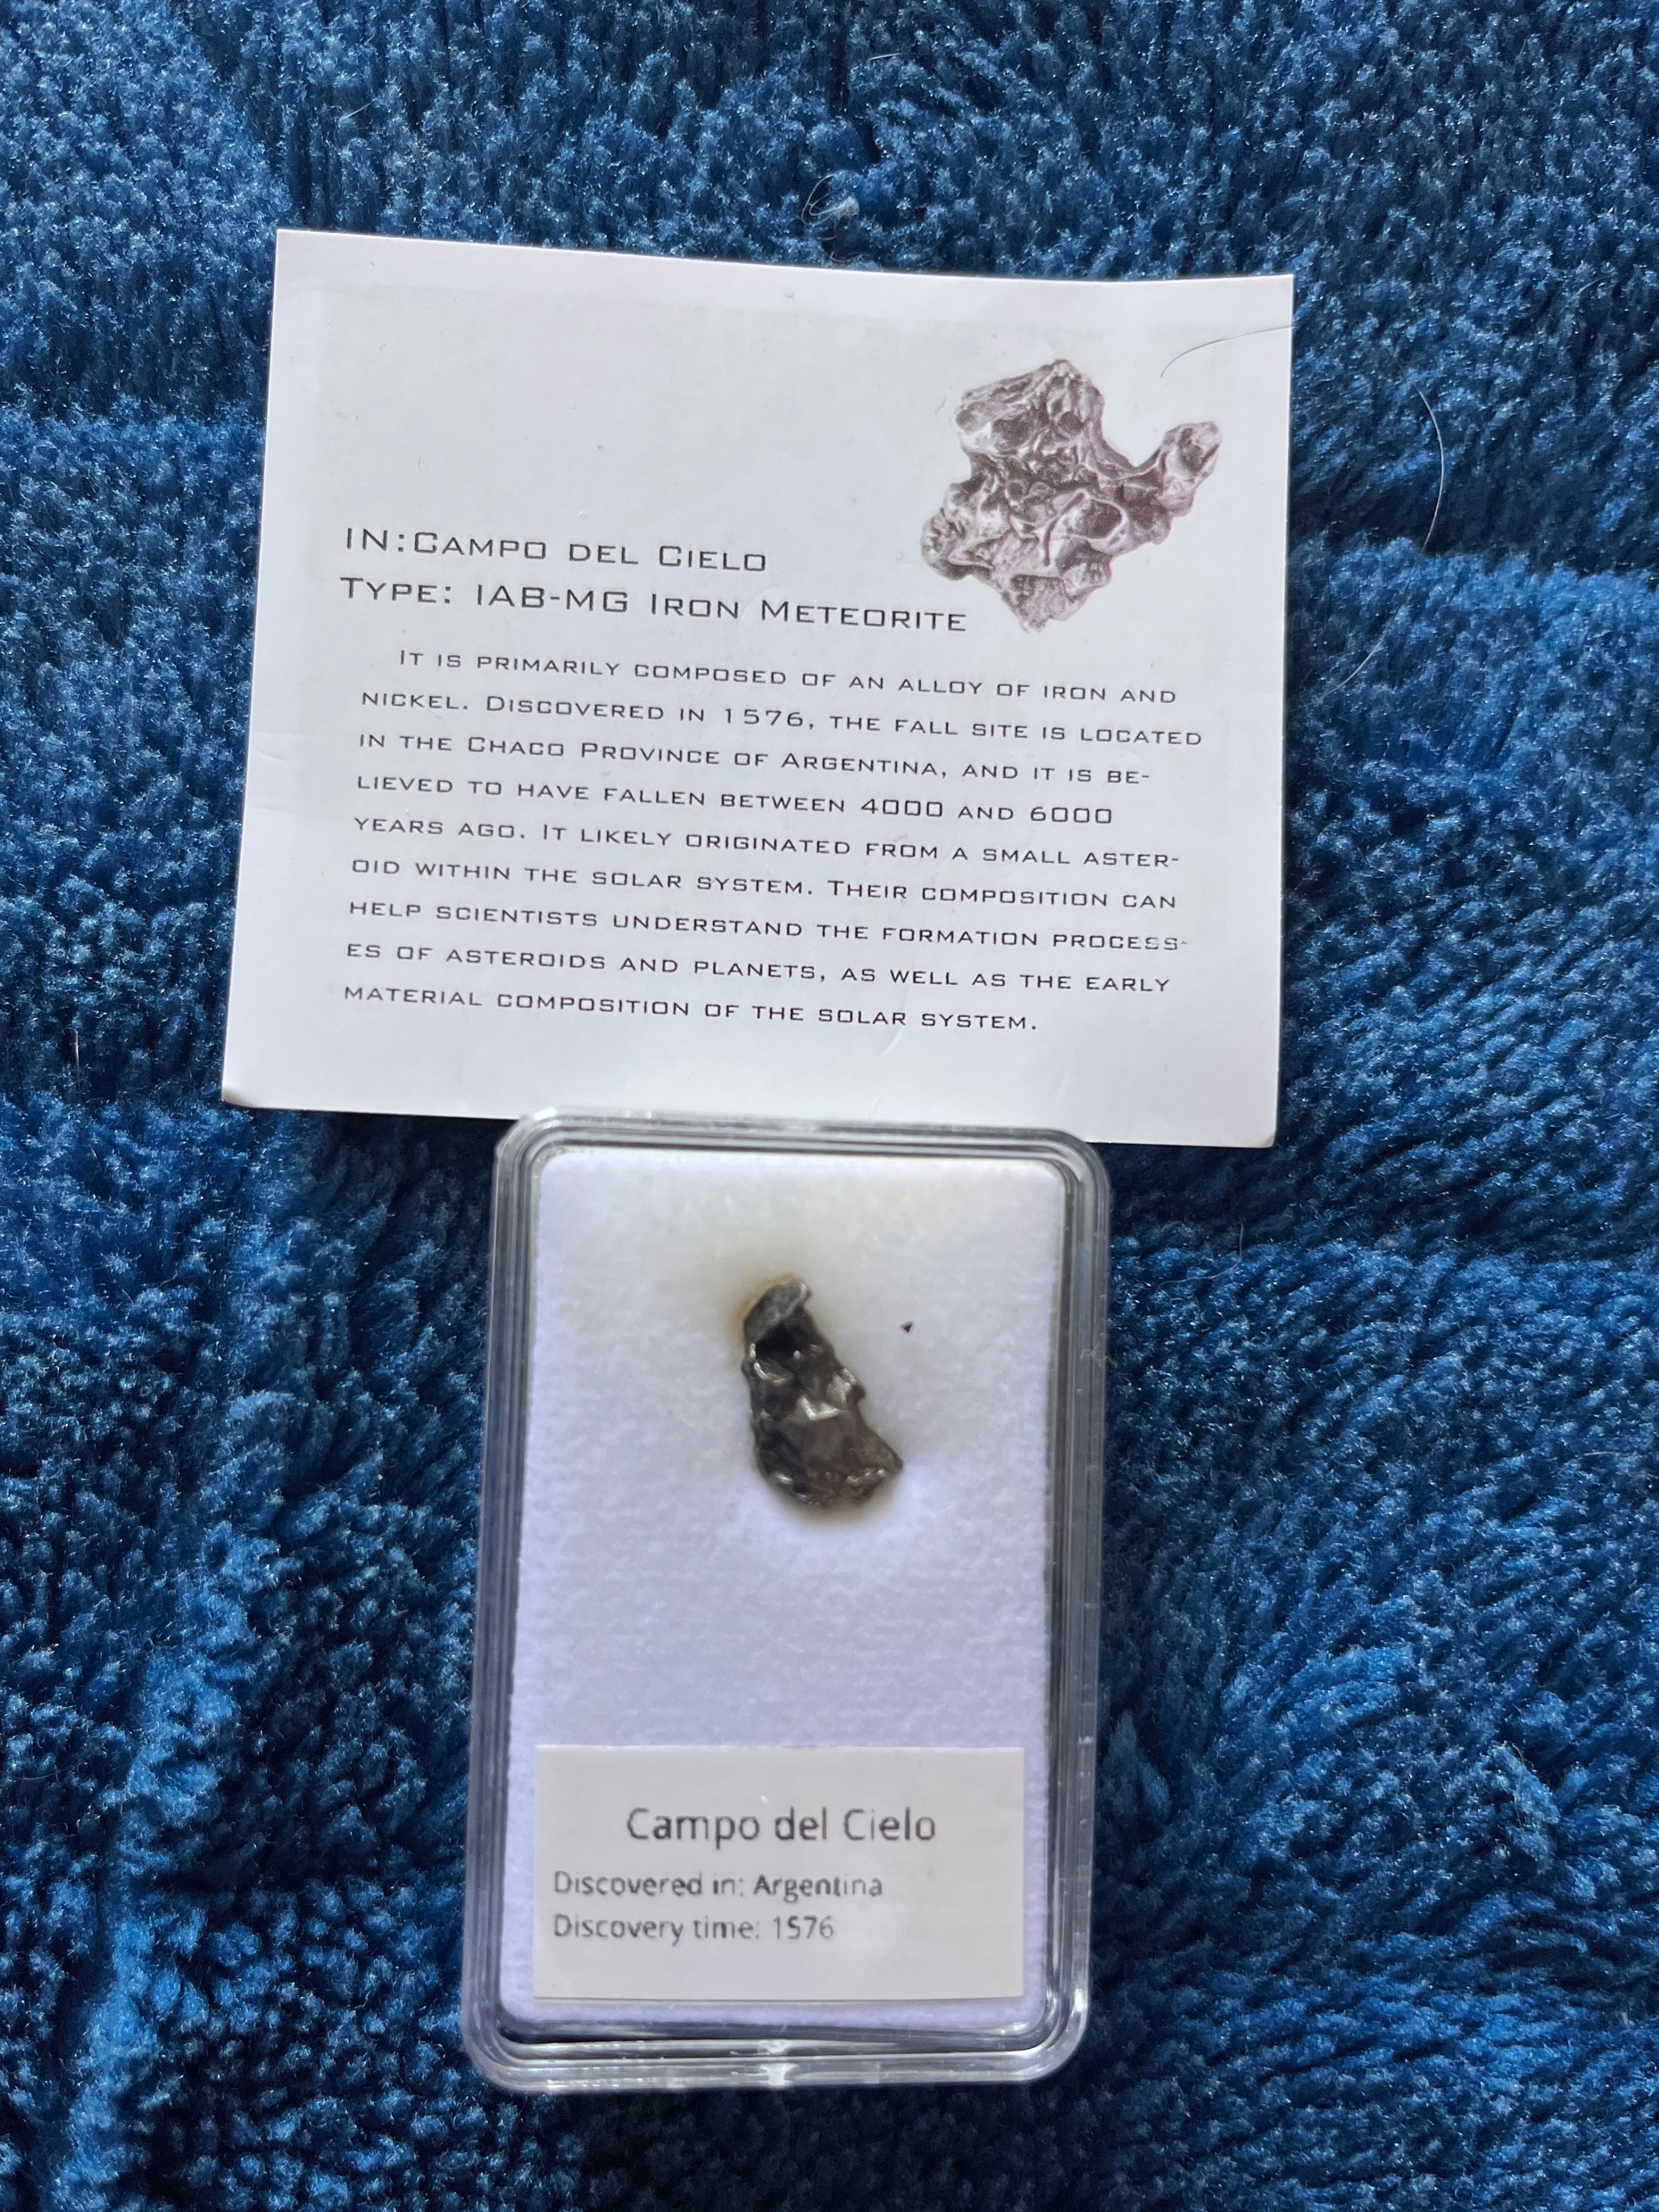 IN:CAMPO DEL CIELO
TYPE: IAB-MG IRON METEORITE
IT IS PRIMARILY COMPOSED OF AN ALLOY OF IRON AND
NICKEL. DISCOVERED IN 1576, THE FALL SITE IS LOCATED
IN THE CHACO PROVINCE OF ARGENTINA, AND IT IS BE-
LIEVED TO HAVE FALLEN BETWEEN 4000 AND 6000
YEARS AGO. IT LIKELY ORIGINATED FROM A SMALL ASTER-
OID WITHIN THE SOLAR SYSTEM. THEIR COMPOSITION CAN
HELP SCIENTISTS UNDERSTAND THE FORMATION PROCESS-
ES OF ASTEROIDS AND PLANETS, AS WELL AS THE EARLY
MATERIAL COMPOSITION OF THE SOLAR SYSTEM.
Campo del Cielo
Discovered in: Argentina
Discovery time: 1576